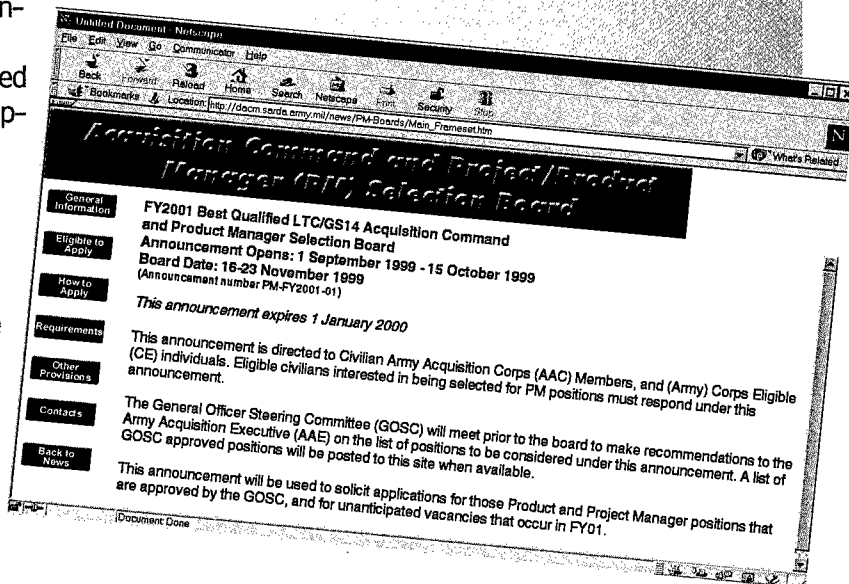 n-
ed
p-
Untitled Document - Netscape
File Edit View Go Communicator Help
Back Forward Reload Home Search Netscape Print Security Stop
Bookmarks Location: http://dacm.sarda.army.mil/news/PM-Boards/Main_Frameset.htm
What's Related
N
Acquisition Command and Project/Product
Manager (PM) Selection Board
General
Information
Eligible to
Apply
How to
Apply
Requirements
Other
Provisions
Contacts
Back to
News
FY2001 Best Qualified LTC/GS14 Acquisition Command
and Product Manager Selection Board
Announcement Opens: 1 September 1999 - 15 October 1999
Board Date: 16-23 November 1999
(Announcement number PM-FY2001-01)
This announcement expires 1 January 2000
This announcement is directed to Civilian Army Acquisition Corps (AAC) Members, and (Army) Corps Eligible
(CE) individuals. Eligible civilians interested in being selected for PM positions must respond under this
announcement.
The General Officer Steering Committee (GOSC) will meet prior to the board to make recommendations to the
Army Acquisition Executive (AAE) on the list of positions to be considered under this announcement. A list of
GOSC approved positions will be posted to this site when available.
This announcement will be used to solicit applications for those Product and Project Manager positions that
are approved by the GOSC, and for unanticipated vacancies that occur in FY01.
Document: Done